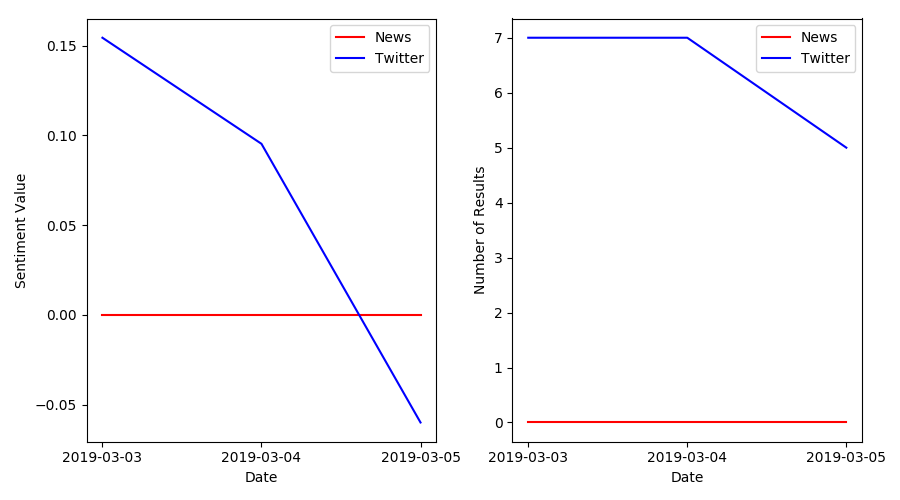 Sentiment Value
0.15
0.10
0.05
0.00
−0.05
2019-03-03
2019-03-04
2019-03-05
Date
News
Twitter
Number of Results
7
6
5
4
3
2
1
0
2019-03-03
2019-03-04
2019-03-05
Date
News
Twitter